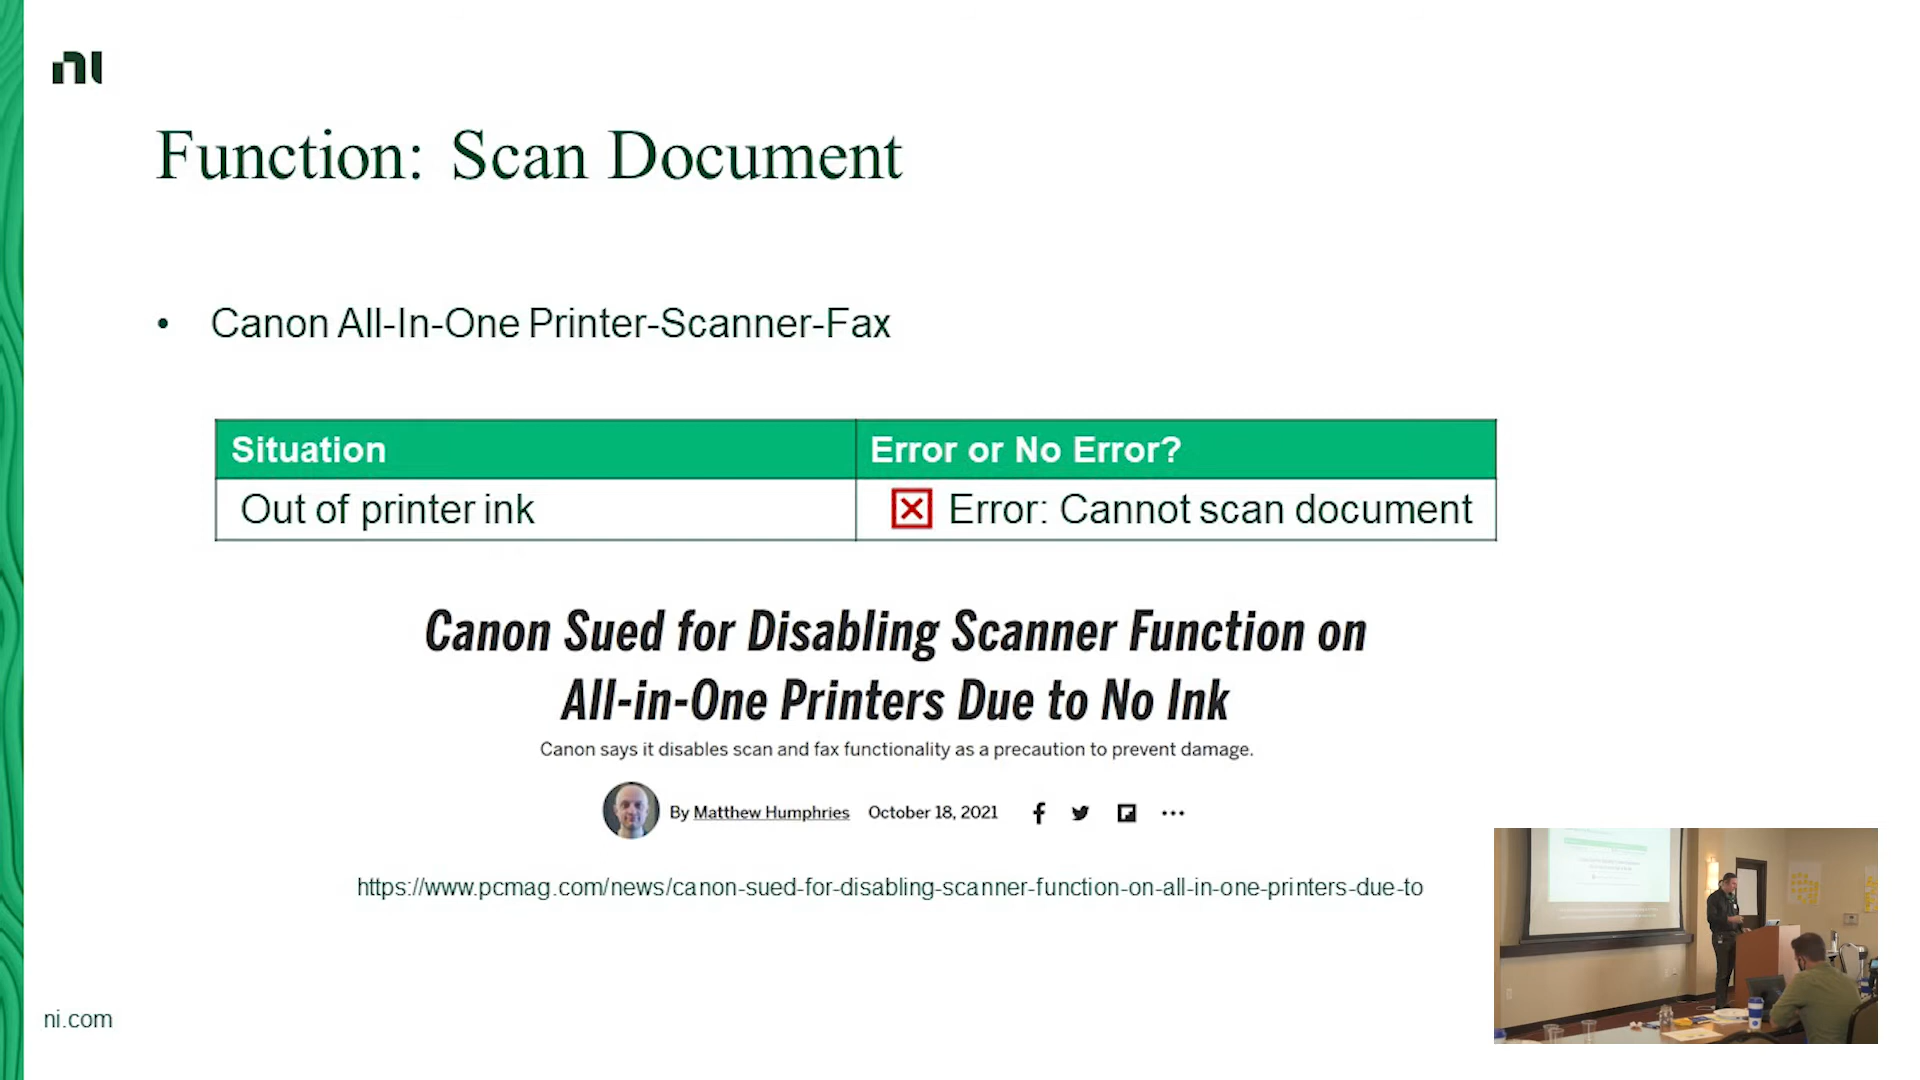 ni
Function: Scan Document
• Canon All-In-One Printer-Scanner-Fax
Situation
Error or No Error?
Out of printer ink
Error: Cannot scan document
Canon Sued for Disabling Scanner Function on
All-in-One Printers Due to No Ink
Canon says it disables scan and fax functionality as a precaution to prevent damage.
By Matthew Humphries October 18, 2021
https://www.pcmag.com/news/canon-sued-for-disabling-scanner-function-on-all-in-one-printers-due-to
ni.com